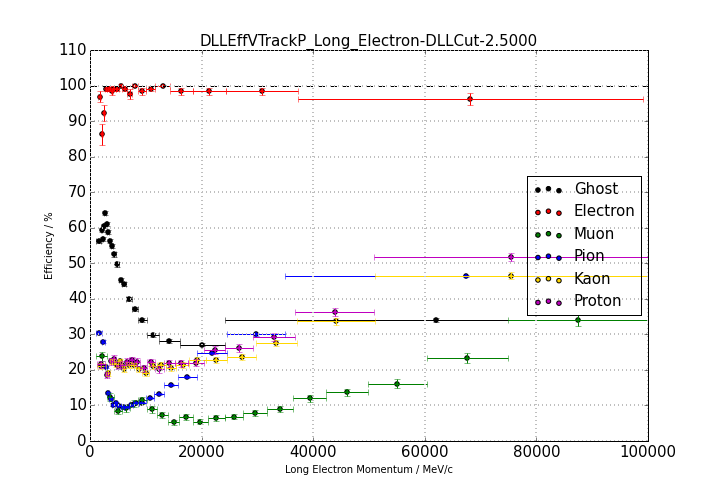 DLLEffVTrackP_Long_Electron-DLLCut-2.5000
110
100
90
80
70
60
50
40
30
20
10
0
Efficiency / %
Ghost
Electron
Muon
Pion
Kaon
Proton
0
20000
40000
60000
80000
100000
Long Electron Momentum / MeV/c